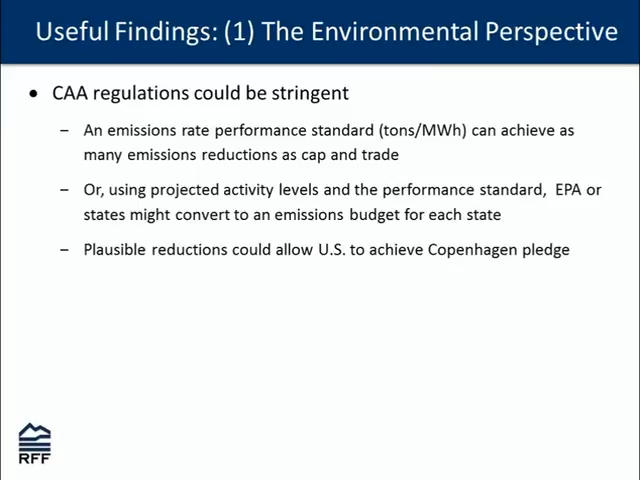 Useful Findings: (1) The Environmental Perspective
• CAA regulations could be stringent
– An emissions rate performance standard (tons/MWh) can achieve as
many emissions reductions as cap and trade
– Or, using projected activity levels and the performance standard, EPA or
states might convert to an emissions budget for each state
– Plausible reductions could allow U.S. to achieve Copenhagen pledge
RFF